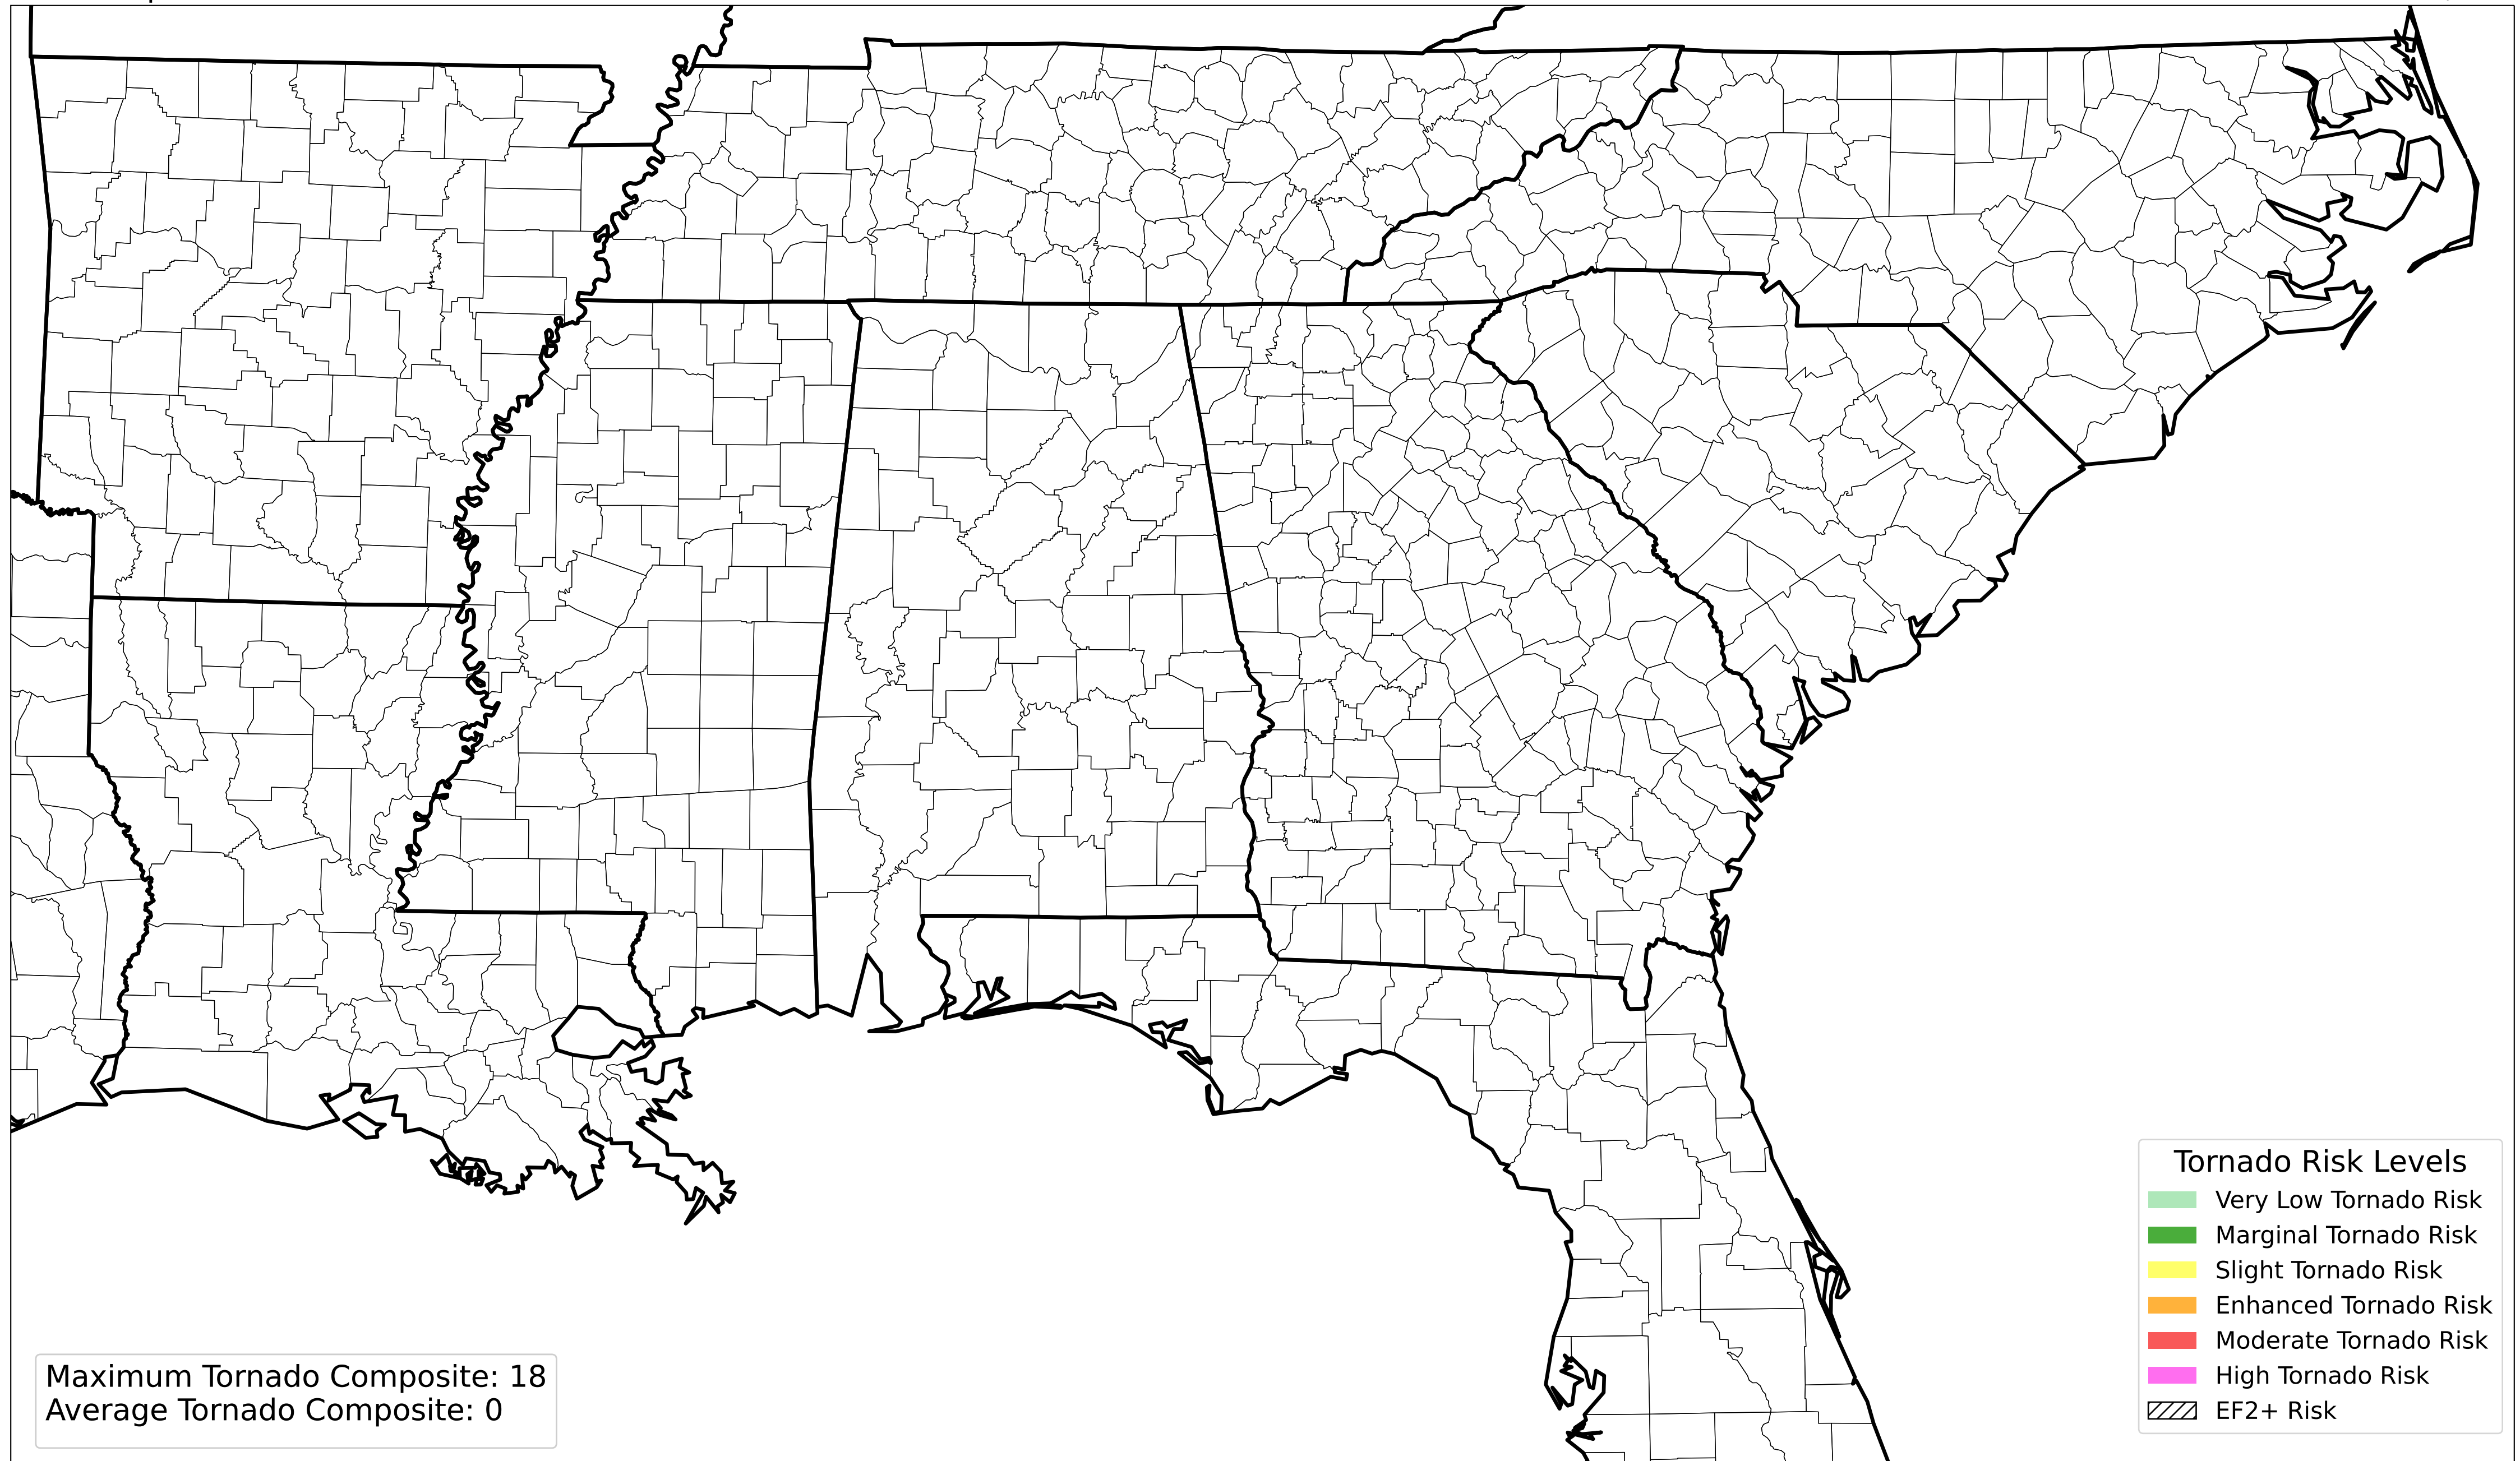 Tornado Risk Levels
Very Low Tornado Risk
Marginal Tornado Risk
Slight Tornado Risk
Enhanced Tornado Risk
Moderate Tornado Risk
High Tornado Risk
EF2+ Risk
Maximum Tornado Composite: 18
Average Tornado Composite: 0